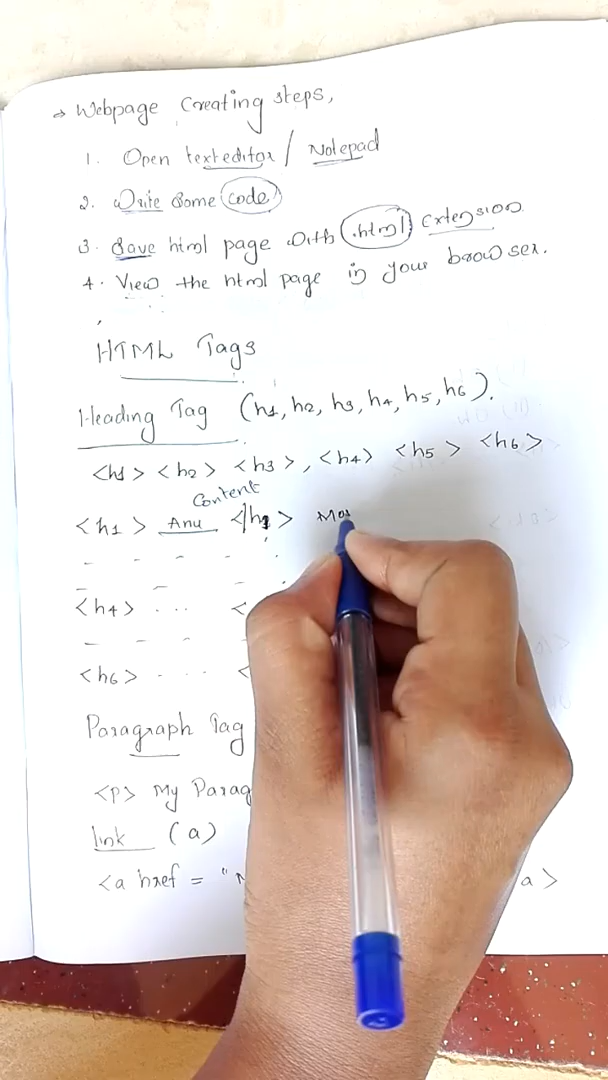 → Webpage Creating steps,
1. Open texteditor / Notepad
2. Write some code
3. Save html page with .html extension
4. View the html page in your browser.
HTML Tags
Heading Tag (h1, h2, h3, h4, h5, h6).
<h1> <h2> <h3>, <h4> <h5> <h6>
Content
<h1> Anu </h1>
<h4> ... <
<h6> ... <
Paragraph Tag
<p> My Parag
link (a)
<a href = " a>